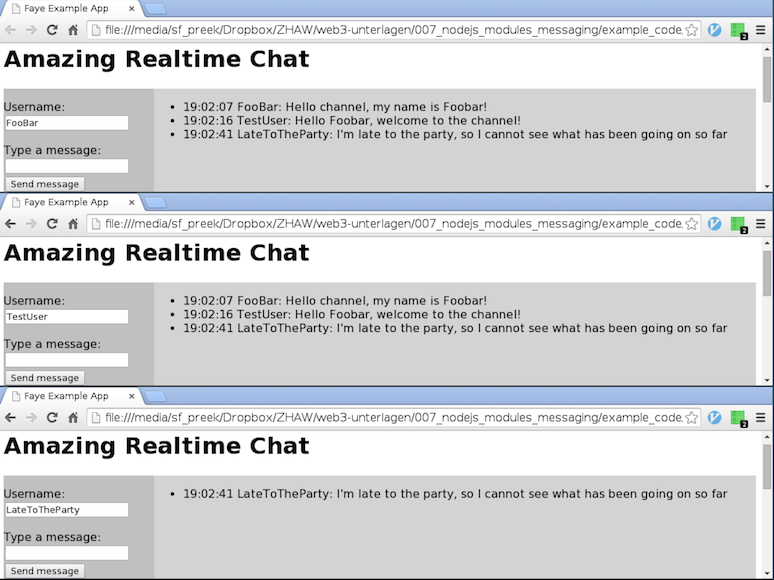 Faye Example App
file:///media/sf_preek/Dropbox/ZHAW/web3-unterlagen/007_nodejs_modules_messaging/example_code.
2
Amazing Realtime Chat
Username:
FooBar
Type a message:
Send message
• 19:02:07 FooBar: Hello channel, my name is Foobar!
• 19:02:16 TestUser: Hello Foobar, welcome to the channel!
• 19:02:41 LateToTheParty: I'm late to the party, so I cannot see what has been going on so far
Faye Example App
file:///media/sf_preek/Dropbox/ZHAW/web3-unterlagen/007_nodejs_modules_messaging/example_code.
2
Amazing Realtime Chat
Username:
TestUser
Type a message:
Send message
• 19:02:07 FooBar: Hello channel, my name is Foobar!
• 19:02:16 TestUser: Hello Foobar, welcome to the channel!
• 19:02:41 LateToTheParty: I'm late to the party, so I cannot see what has been going on so far
Faye Example App
file:///media/sf_preek/Dropbox/ZHAW/web3-unterlagen/007_nodejs_modules_messaging/example_code.
2
Amazing Realtime Chat
Username:
LateToTheParty
Type a message:
Send message
• 19:02:41 LateToTheParty: I'm late to the party, so I cannot see what has been going on so far